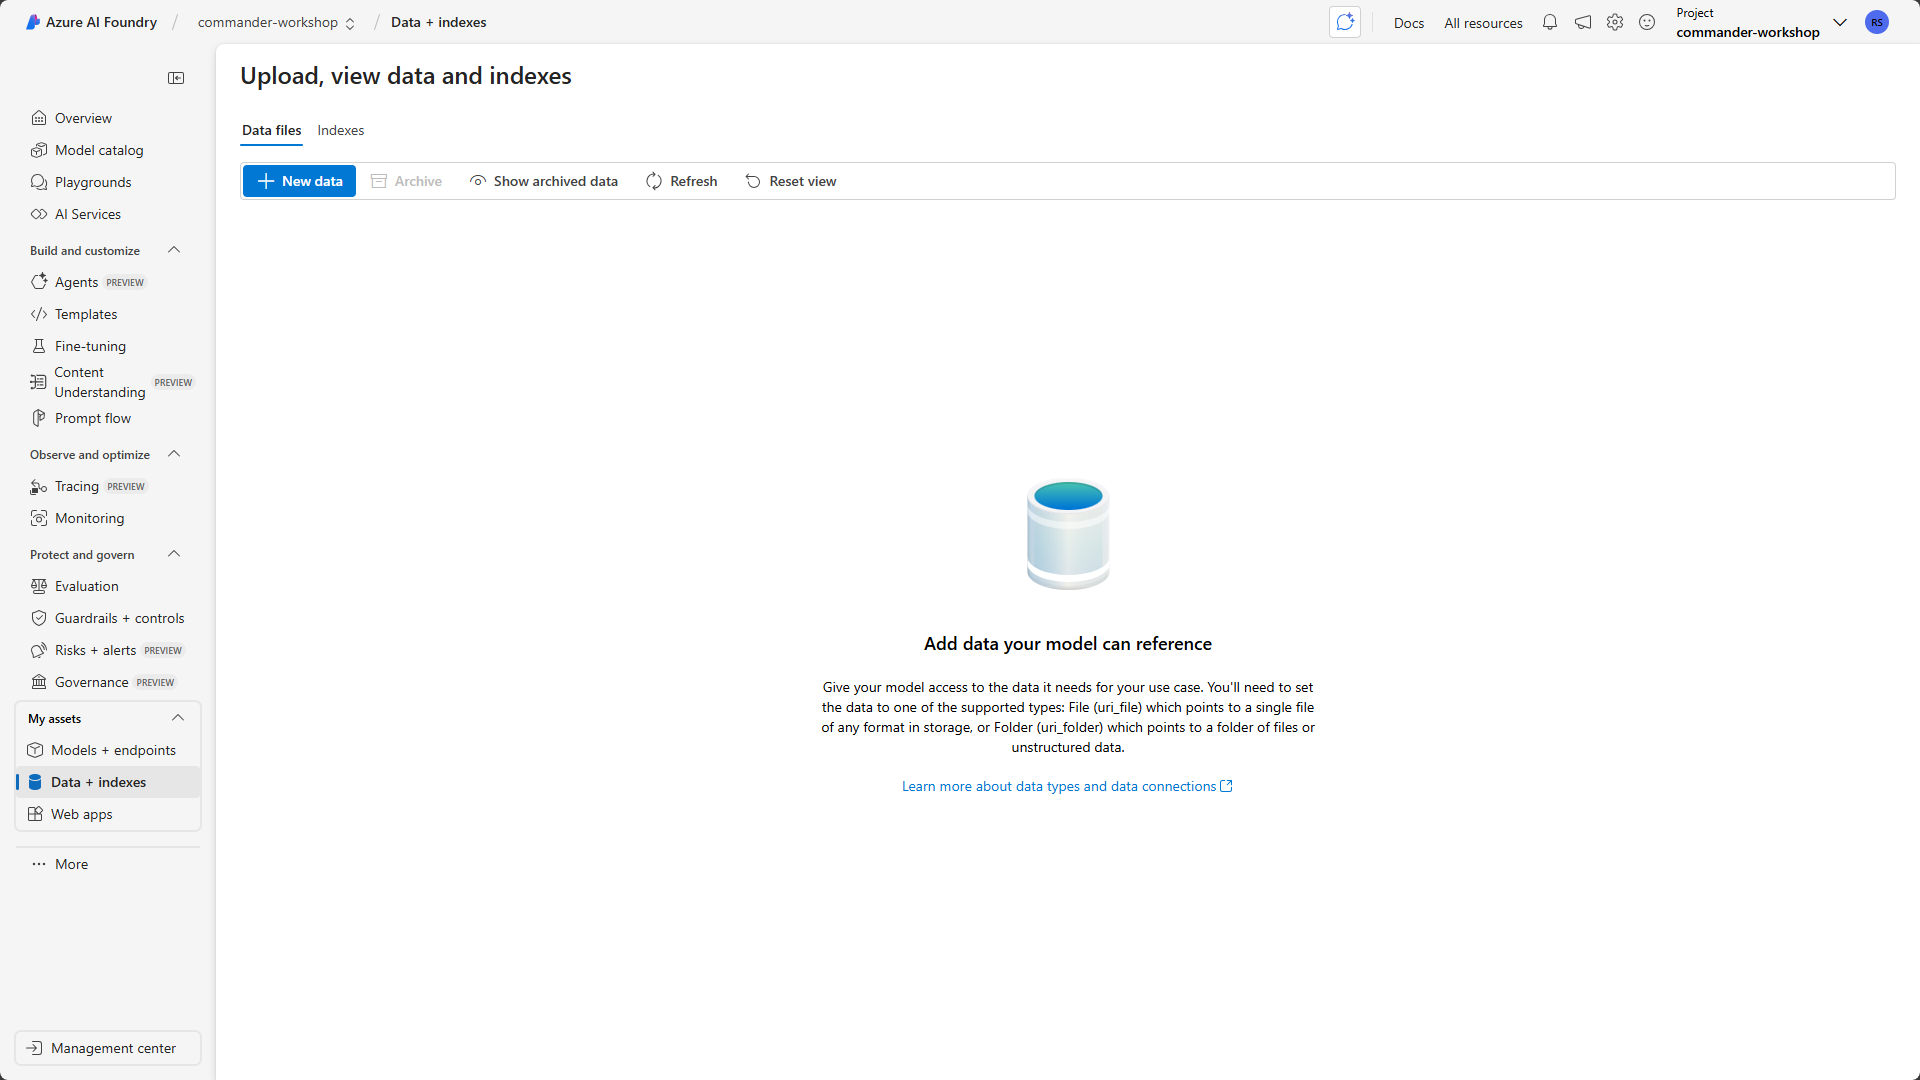 Azure AI Foundry / commander-workshop / Data + indexes
Docs
All resources
Project
commander-workshop
RS
Overview
Model catalog
Playgrounds
AI Services
Build and customize
Agents PREVIEW
Templates
Fine-tuning
Content
Understanding PREVIEW
Prompt flow
Observe and optimize
Tracing PREVIEW
Monitoring
Protect and govern
Evaluation
Guardrails + controls
Risks + alerts PREVIEW
Governance PREVIEW
My assets
Models + endpoints
Data + indexes
Web apps
More
Management center
Upload, view data and indexes
Data files Indexes
New data Archive Show archived data Refresh Reset view
Add data your model can reference
Give your model access to the data it needs for your use case. You'll need to set
the data to one of the supported types: File (uri_file) which points to a single file
of any format in storage, or Folder (uri_folder) which points to a folder of files or
unstructured data.
Learn more about data types and data connections